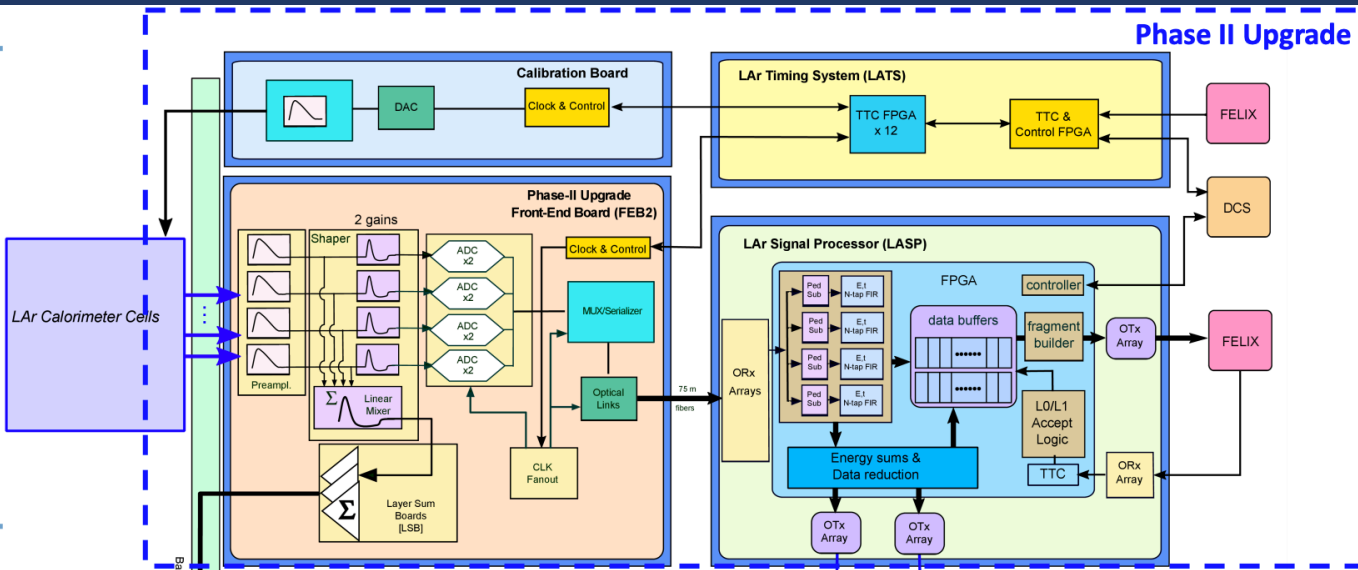 Phase II Upgrade
Calibration Board
DAC
Clock & Control
LAr Timing System (LATS)
TTC FPGA
x 12
TTC &
Control FPGA
FELIX
DCS
Phase-II Upgrade
Front-End Board (FEB2)
2 gains
Shaper
ADC
x2
ADC
x2
ADC
x2
ADC
x2
Clock & Control
MUX/Serializer
Optical
Links
CLK
Fanout
Preampl.
Σ
Linear
Mixer
Σ
Layer Sum
Boards
[LSB]
LAr Calorimeter Cells
Ba
75 m
fibers
LAr Signal Processor (LASP)
FPGA
ORx
Arrays
Ped
Sub
E,t
N-tap FIR
Ped
Sub
E,t
N-tap FIR
Ped
Sub
E,t
N-tap FIR
Ped
Sub
E,t
N-tap FIR
data buffers
controller
fragment
builder
L0/L1
Accept
Logic
TTC
Energy sums &
Data reduction
OTx
Array
OTx
Array
OTx
Array
ORx
Array
FELIX